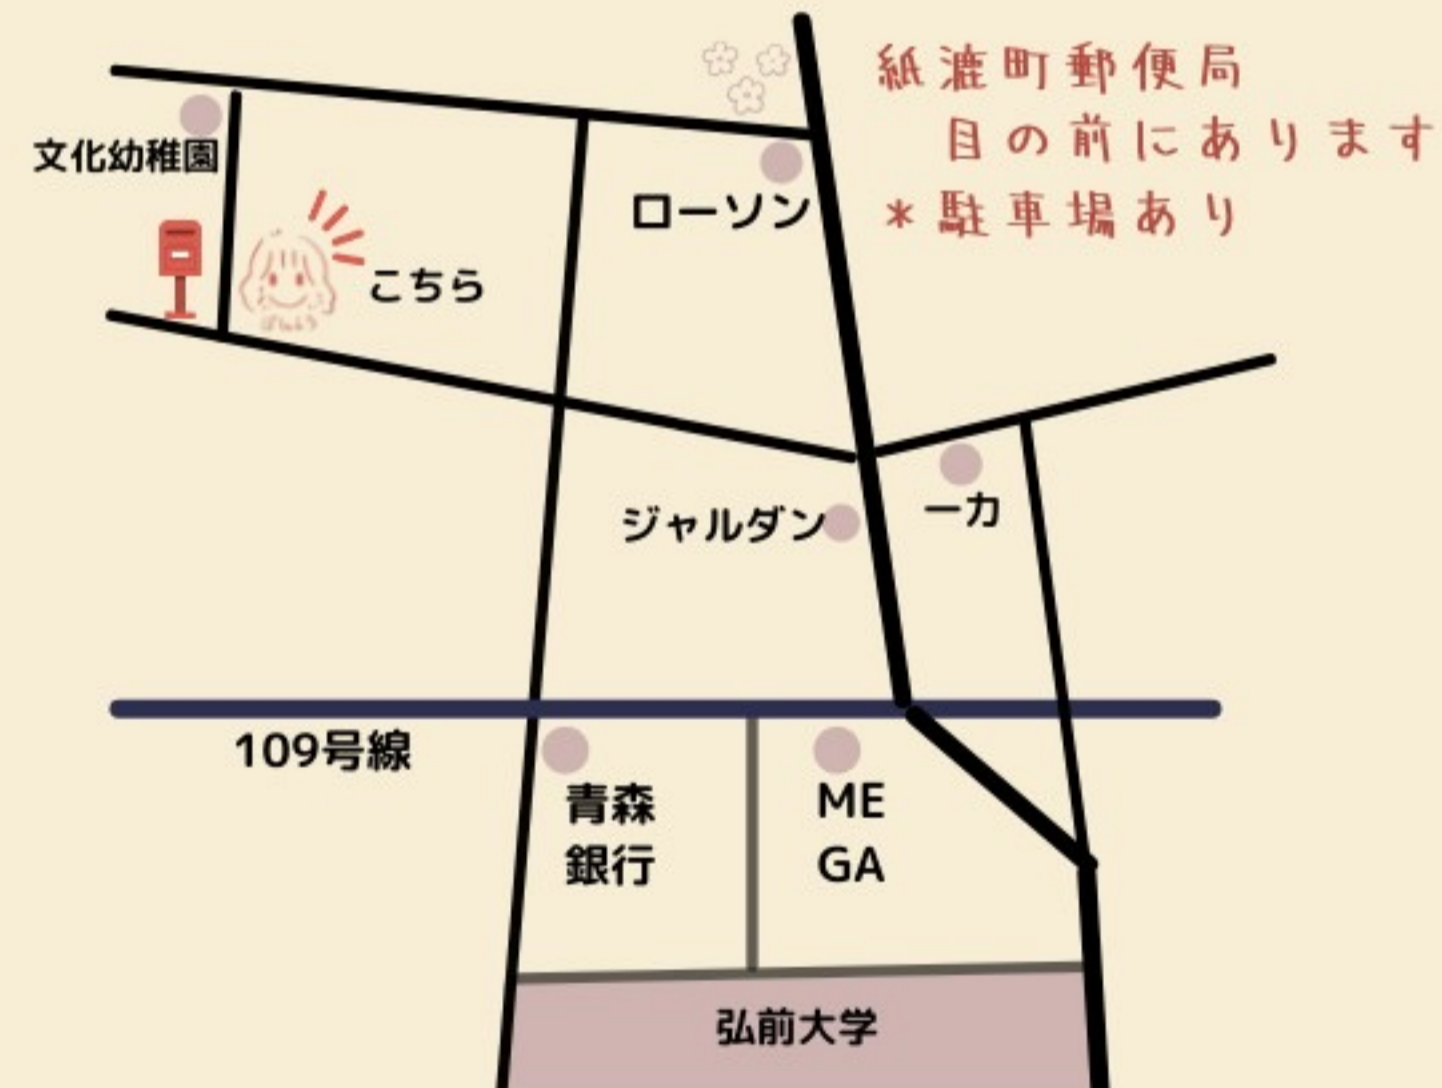 紙漉町郵便局
目の前にあります
*駐車場あり
文化幼稚園
ローソン
こちら
ジャルダン
一力
109号線
青森
銀行
ME
GA
弘前大学